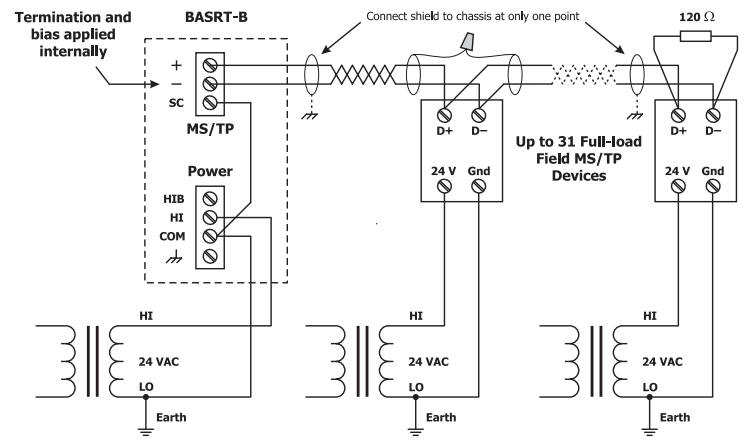 Termination and
bias applied
internally
BASRT-B
Connect shield to chassis at only one point
120 Ω
+
−
SC
MS/TP
D+ D−
Up to 31 Full-load
Field MS/TP
Devices
D+ D−
Power
24 V Gnd
24 V Gnd
HIB
HI
COM
HI
24 VAC
LO
Earth
HI
24 VAC
LO
Earth
HI
24 VAC
LO
Earth